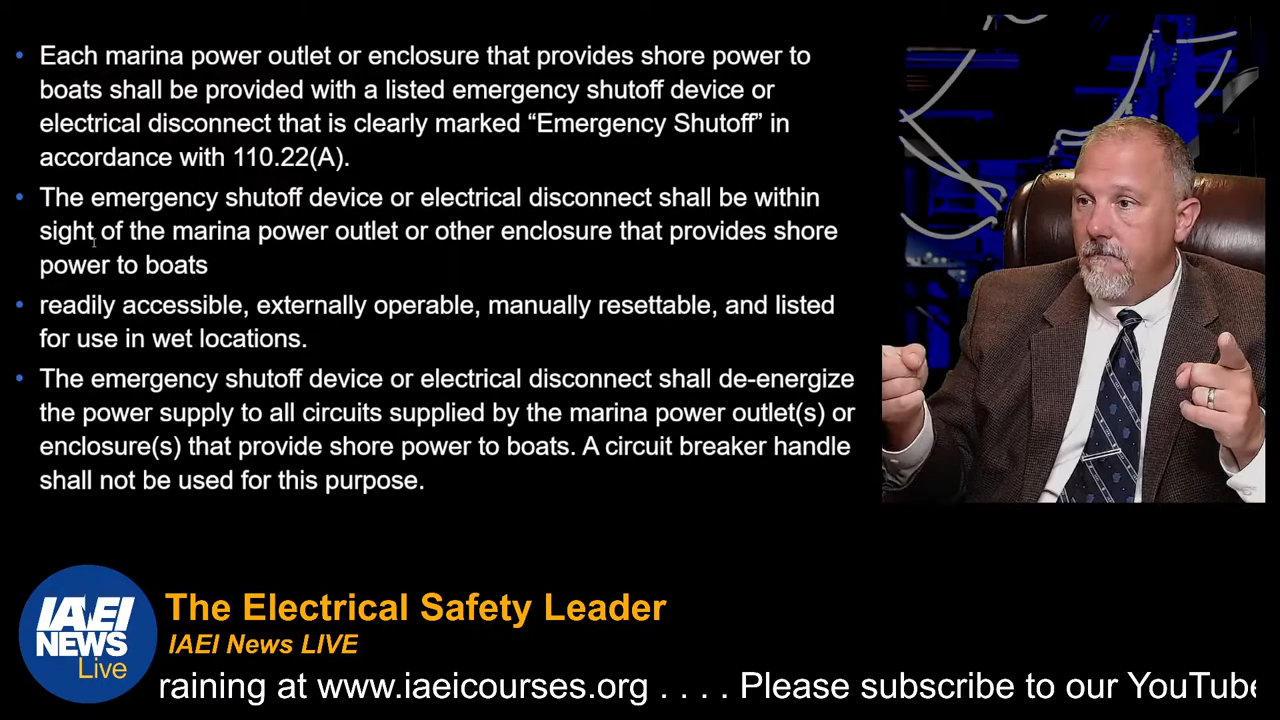 Each marina power outlet or enclosure that provides shore power to
boats shall be provided with a listed emergency shutoff device or
electrical disconnect that is clearly marked “Emergency Shutoff” in
accordance with 110.22(A).
The emergency shutoff device or electrical disconnect shall be within
sight of the marina power outlet or other enclosure that provides shore
power to boats
readily accessible, externally operable, manually resettable, and listed
for use in wet locations.
The emergency shutoff device or electrical disconnect shall de-energize
the power supply to all circuits supplied by the marina power outlet(s) or
enclosure(s) that provide shore power to boats. A circuit breaker handle
shall not be used for this purpose.
IAEI
NEWS
Live
The Electrical Safety Leader
IAEI News LIVE
raining at www.iaeicourses.org . . . . Please subscribe to our YouTube